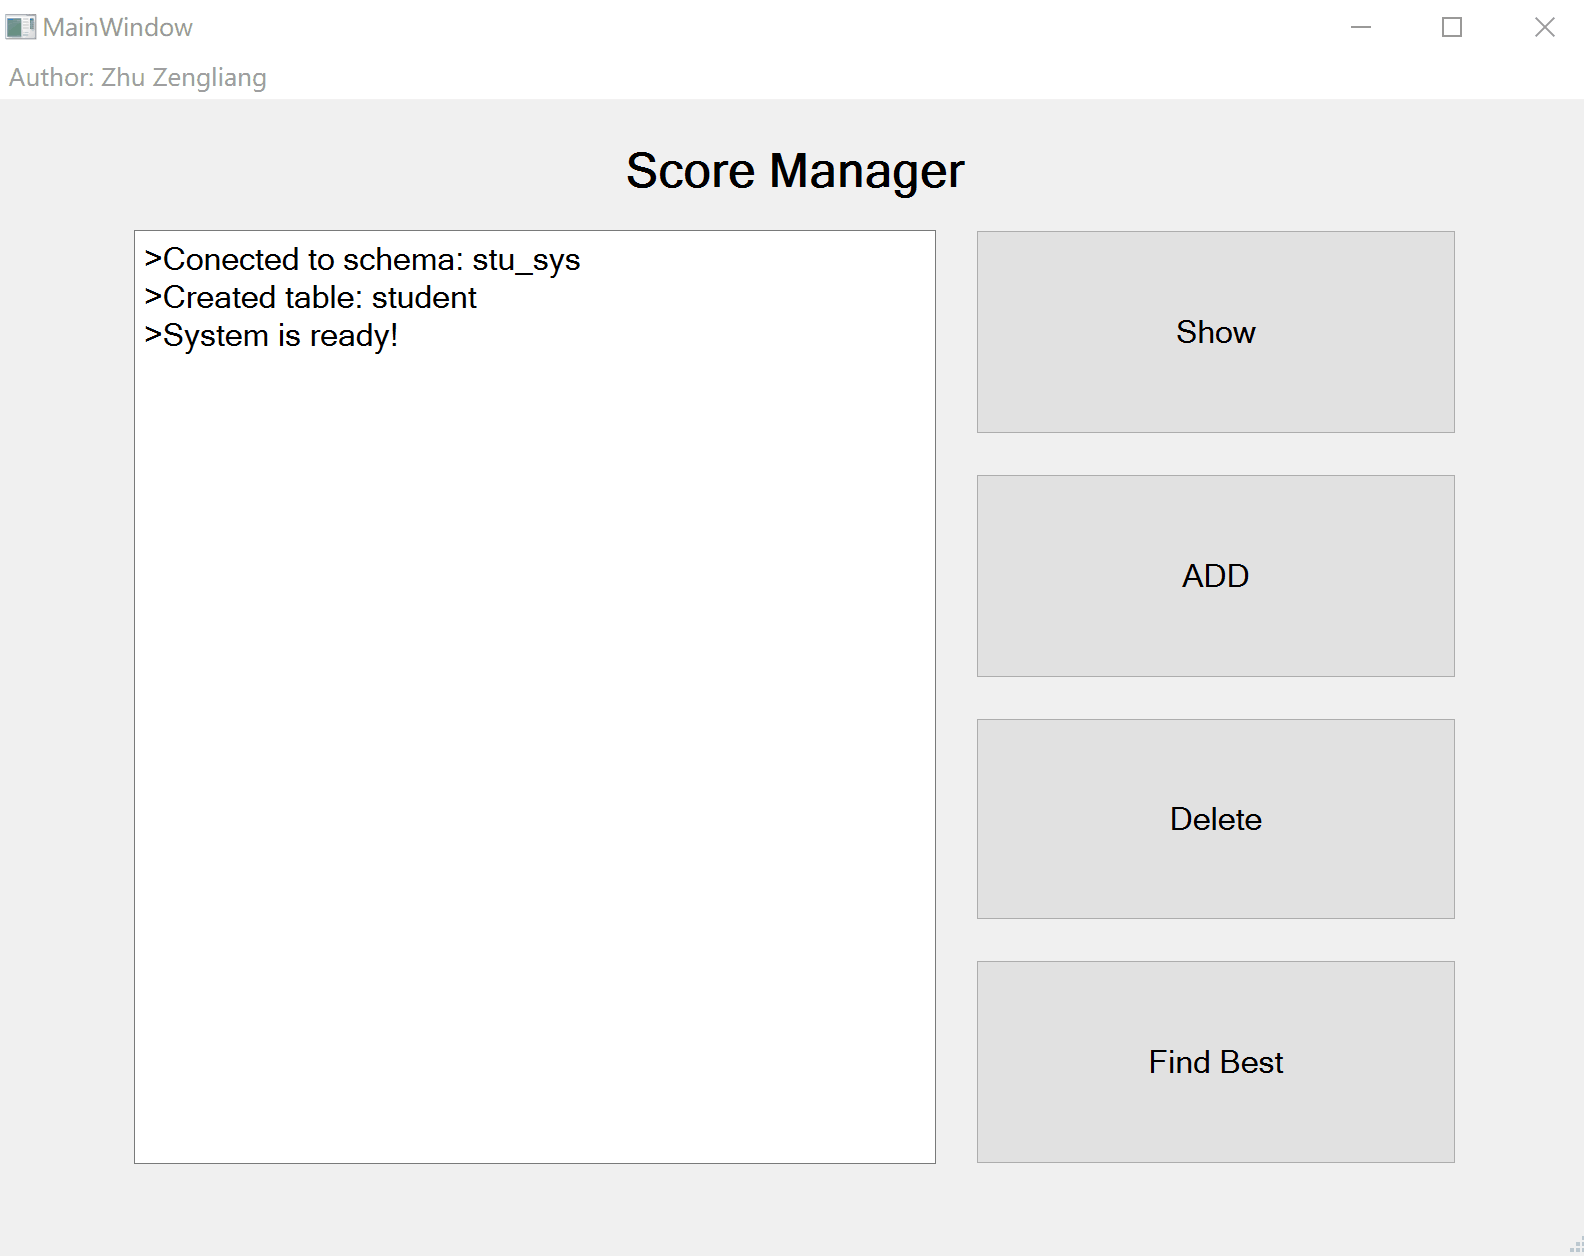 MainWindow
Author: Zhu Zengliang
Score Manager
>Conected to schema: stu_sys
>Created table: student
>System is ready!
Show
ADD
Delete
Find Best